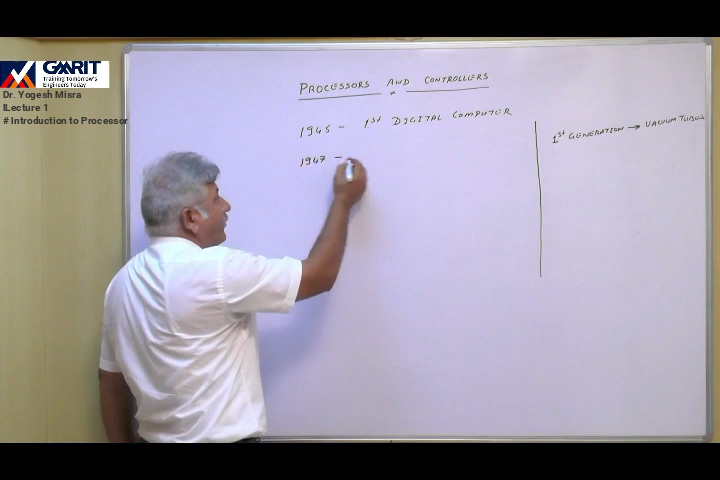 GMRIT
Training Tomorrow's
Engineers Today
Dr. Yogesh Misra
lLecture 1
# Introduction to Processor
PROCESSORS AND CONTROLLERS
1945 - 1st DIGITAL COMPUTER
1947 -
1st GENERATION → VACUUM TUBES